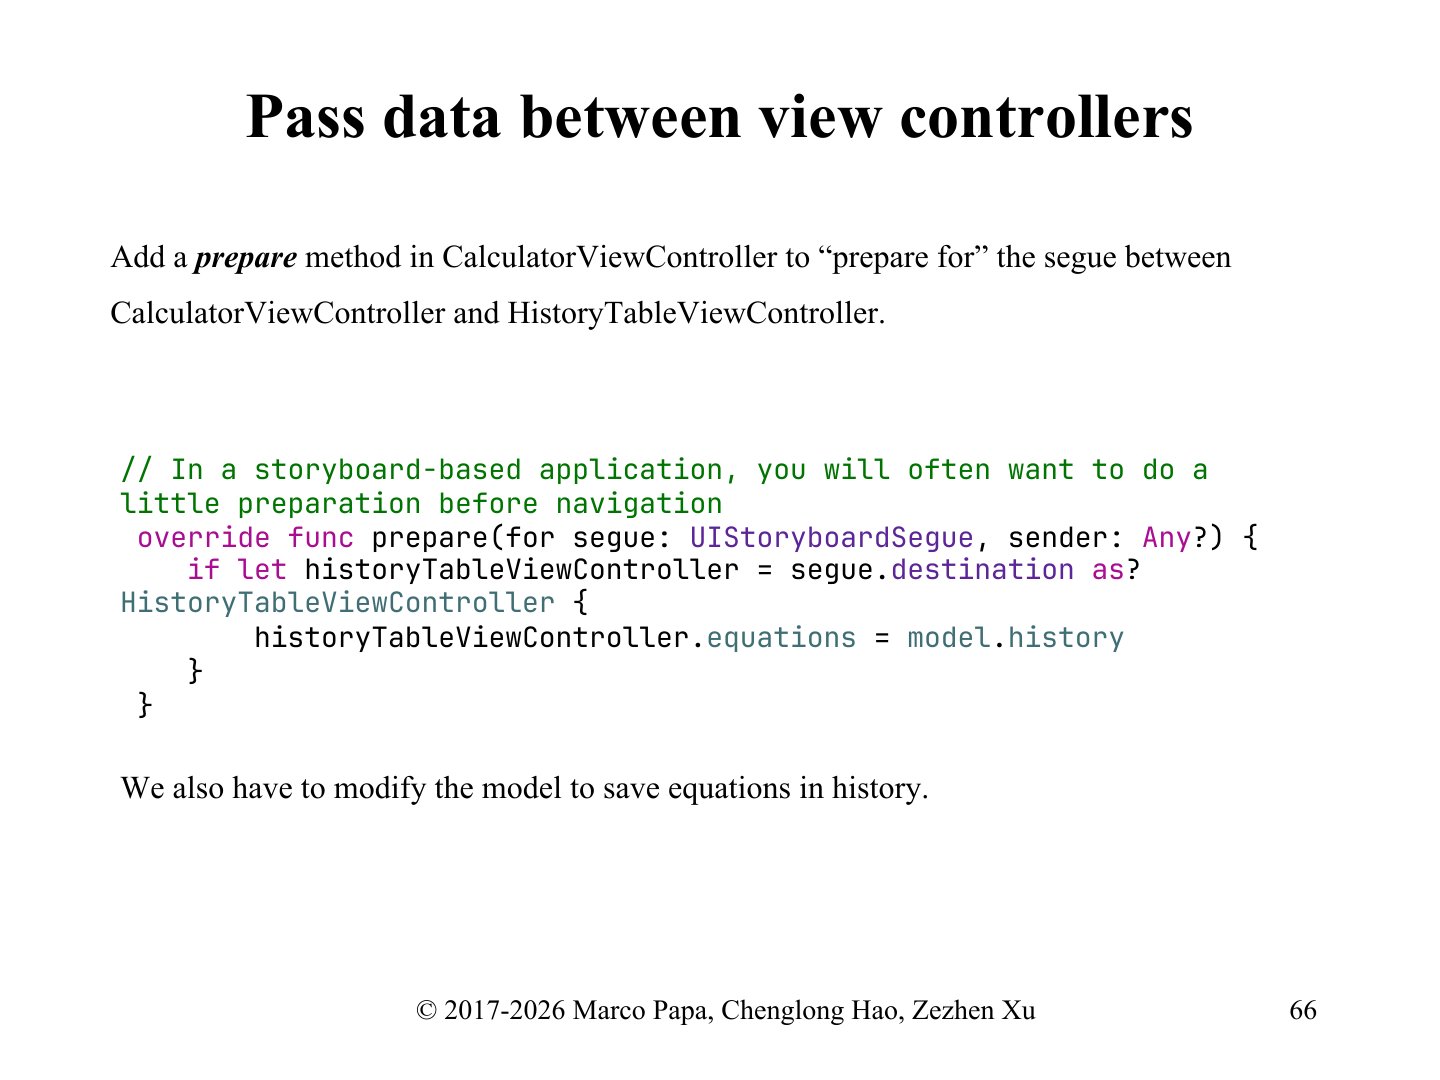 Pass data between view controllers
Add a prepare method in CalculatorViewController to “prepare for” the segue between
CalculatorViewController and HistoryTableViewController.
// In a storyboard-based application, you will often want to do a
little preparation before navigation
 override func prepare(for segue: UIStoryboardSegue, sender: Any?) {
    if let historyTableViewController = segue.destination as?
HistoryTableViewController {
        historyTableViewController.equations = model.history
    }
 }
We also have to modify the model to save equations in history.
© 2017-2026 Marco Papa, Chenglong Hao, Zezhen Xu
66